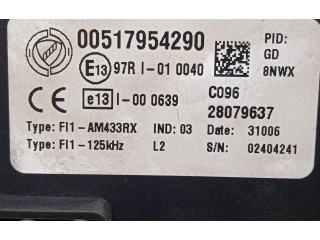 00517954290
PID:
GD
8NWX
E13 97R I-01 0040
CE e13 I-00 0639
C096
28079637
Type: FI1-AM433RX IND: 03 Date: 31006
Type: FI1-125kHz L2 S/N: 02404241